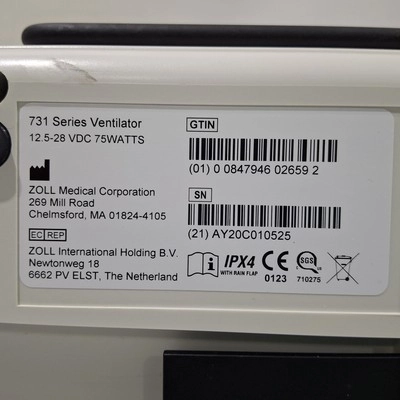 731 Series Ventilator
12.5-28 VDC 75WATTS
ZOLL Medical Corporation
269 Mill Road
Chelmsford, MA 01824-4105
EC REP
ZOLL International Holding B.V.
Newtonweg 18
6662 PV ELST, The Netherland
GTIN
(01) 0 0847946 02659 2
SN
(21) AY20C010525
i
IPX4
WITH RAIN FLAP
CE
0123
SGS
710275